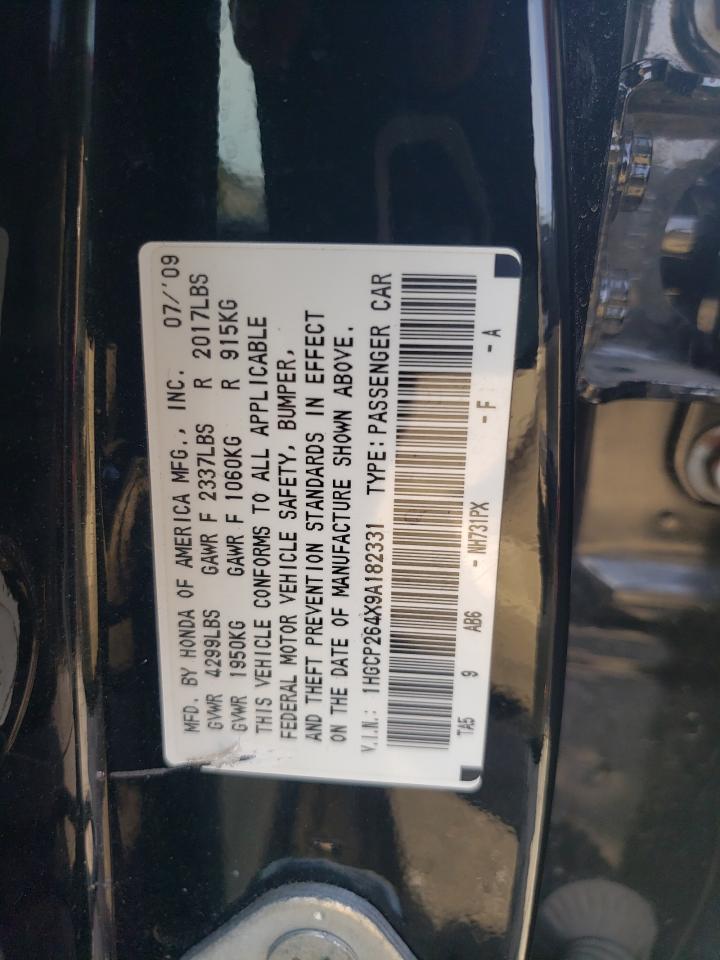 MFD. BY HONDA OF AMERICA MFG., INC. 07/'09
GVWR 4299LBS GAWR F 2337LBS R 2017LBS
GVWR 1950KG GAWR F 1060KG R 915KG
THIS VEHICLE CONFORMS TO ALL APPLICABLE
FEDERAL MOTOR VEHICLE SAFETY, BUMPER,
AND THEFT PREVENTION STANDARDS IN EFFECT
ON THE DATE OF MANUFACTURE SHOWN ABOVE.
V.I.N.: 1HGCP264X9A182331 TYPE: PASSENGER CAR
TA5 9 AB6 - NH731PX - F - A